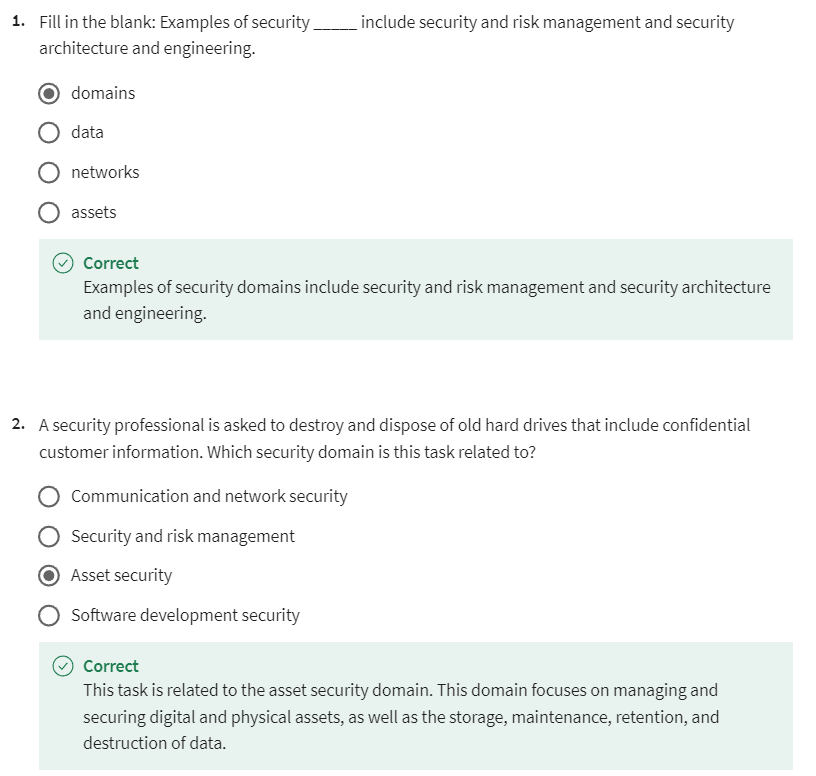 1. Fill in the blank: Examples of security _____ include security and risk management and security
architecture and engineering.
domains
data
networks
assets
Correct
Examples of security domains include security and risk management and security architecture
and engineering.
2. A security professional is asked to destroy and dispose of old hard drives that include confidential
customer information. Which security domain is this task related to?
Communication and network security
Security and risk management
Asset security
Software development security
Correct
This task is related to the asset security domain. This domain focuses on managing and
securing digital and physical assets, as well as the storage, maintenance, retention, and
destruction of data.